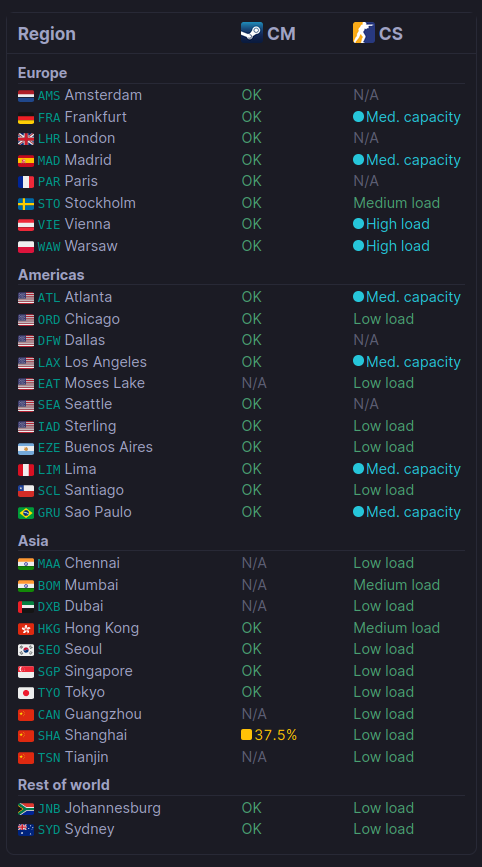 Region CM CS
Europe
AMS Amsterdam OK N/A
FRA Frankfurt OK Med. capacity
LHR London OK N/A
MAD Madrid OK Med. capacity
PAR Paris OK N/A
STO Stockholm OK Medium load
VIE Vienna OK High load
WAW Warsaw OK High load
Americas
ATL Atlanta OK Med. capacity
ORD Chicago OK Low load
DFW Dallas OK N/A
LAX Los Angeles OK Med. capacity
EAT Moses Lake N/A Low load
SEA Seattle OK N/A
IAD Sterling OK Low load
EZE Buenos Aires OK Low load
LIM Lima OK Med. capacity
SCL Santiago OK Low load
GRU Sao Paulo OK Med. capacity
Asia
MAA Chennai N/A Low load
BOM Mumbai N/A Medium load
DXB Dubai N/A Low load
HKG Hong Kong OK Medium load
SEO Seoul OK Low load
SGP Singapore OK Low load
TYO Tokyo OK Low load
CAN Guangzhou N/A Low load
SHA Shanghai 37.5% Low load
TSN Tianjin N/A Low load
Rest of world
JNB Johannesburg OK Low load
SYD Sydney OK Low load